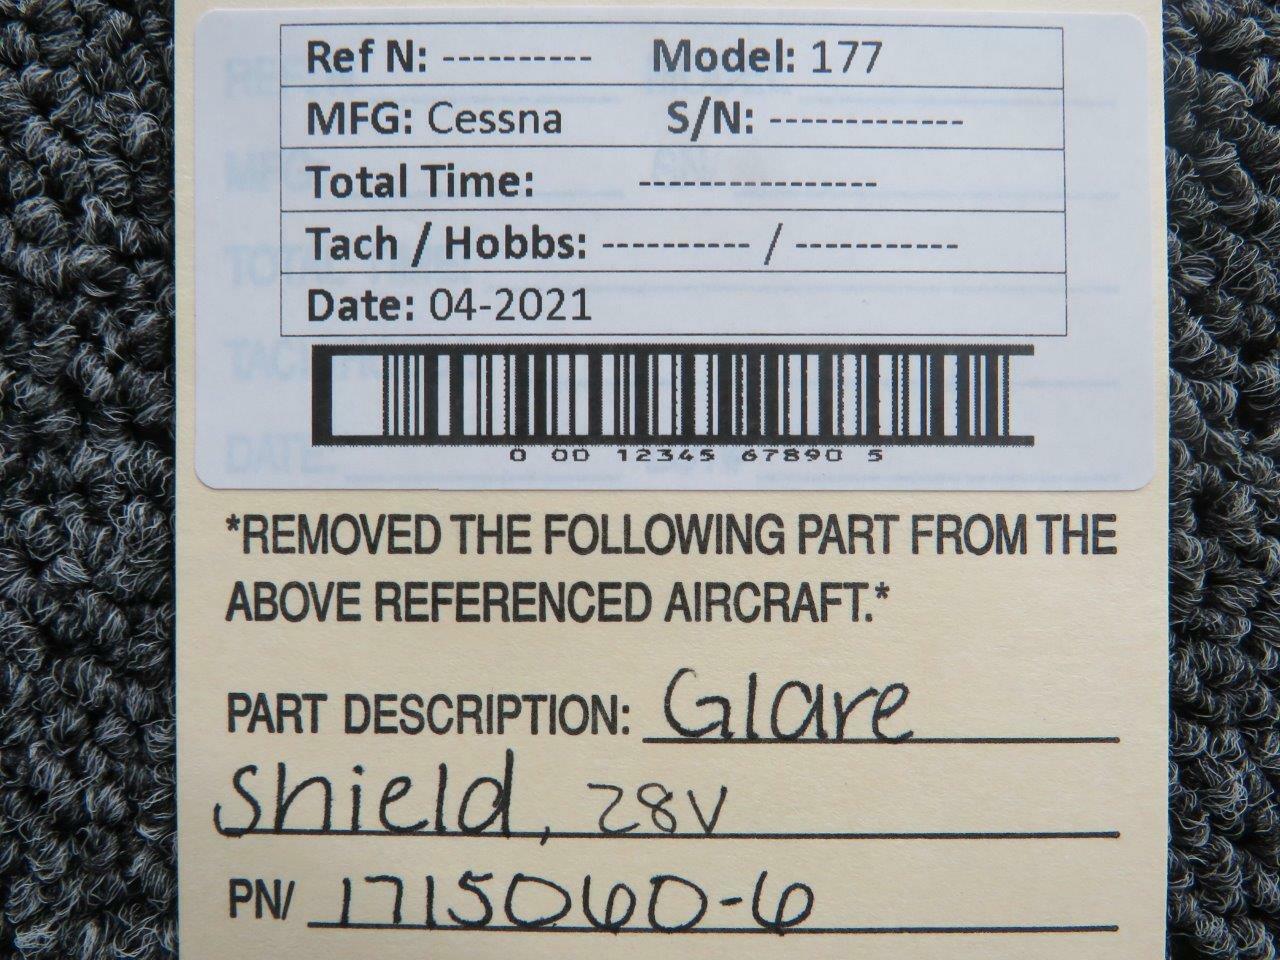 Ref N: ---------- Model: 177
MFG: Cessna S/N: -------------
Total Time: ----------------
Tach / Hobbs: ---------- / -----------
Date: 04-2021
0 00 12345 67890 5
*REMOVED THE FOLLOWING PART FROM THE
ABOVE REFERENCED AIRCRAFT.*
PART DESCRIPTION: Glare
Shield, 28V
PN/ 1715060-6